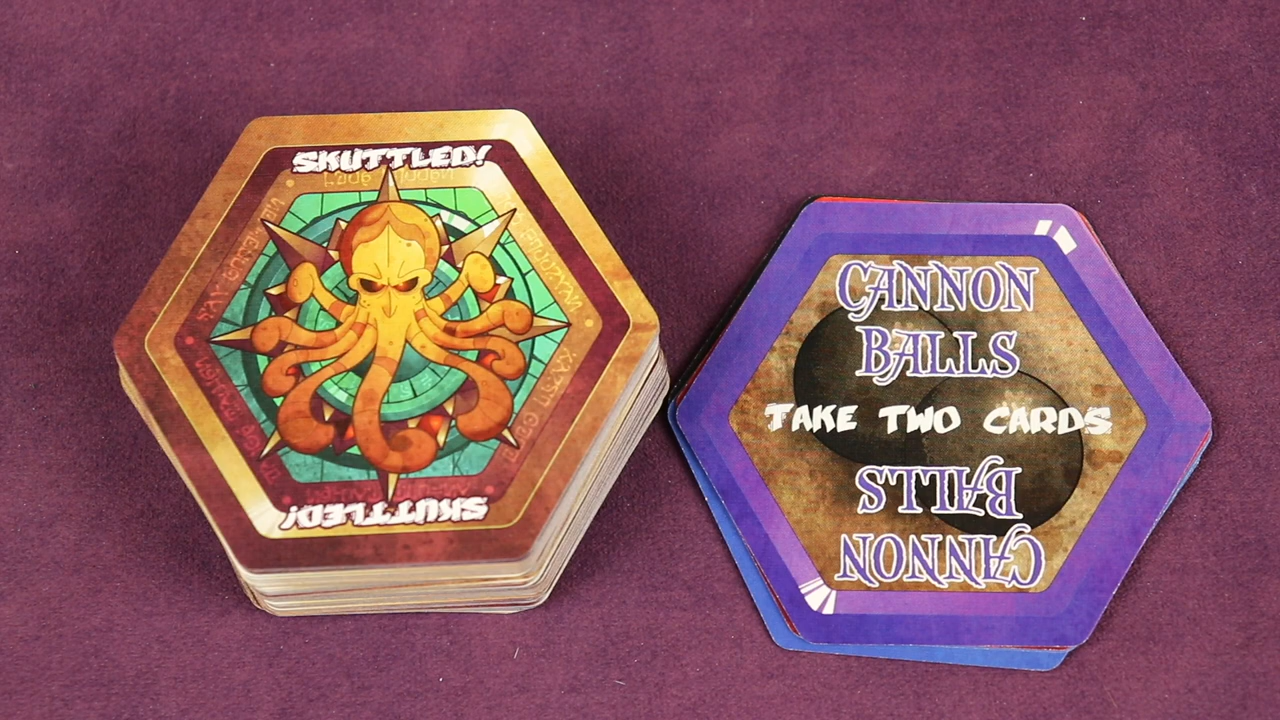 SKUTTLED!
SKUTTLED!
CANNON
BALLS
TAKE TWO CARDS
CANNON
BALLS